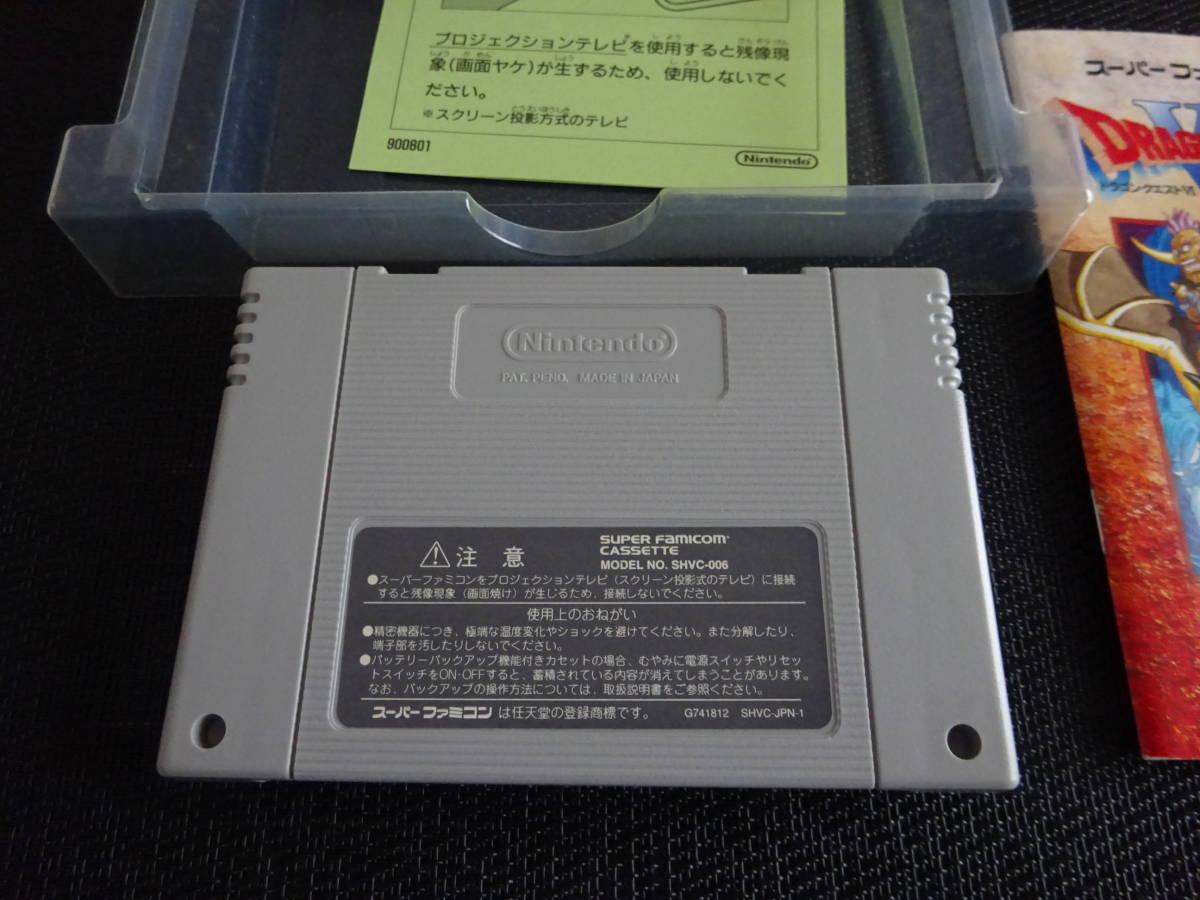 プロジェクションテレビを使用すると残像現
象(画面ヤケ)が生ずるため、使用しないでく
ださい。
※スクリーン投影方式のテレビ
900801
Nintendo
スーパーファ
DRAG
ドラゴンクエストVI
Nintendo
PAT. PEND. MADE IN JAPAN
注意
SUPER FAMICOM
CASSETTE
MODEL NO. SHVC-006
●スーパーファミコンをプロジェクションテレビ(スクリーン投影式のテレビ)に接続
すると残像現象(画面焼け)が生じるため、接続しないでください。
使用上のおねがい
●精密機器につき、極端な温度変化やショックを避けてください。また分解したり、
端子部を汚したりしないでください。
●バッテリーバックアップ機能付きカセットの場合、むやみに電源スイッチやリセッ
トスイッチをON・OFFすると、蓄積されている内容が消えてしまうことがあります。
なお、バックアップの操作方法については、取扱説明書をご参照ください。
スーパーファミコンは任天堂の登録商標です。 G741812 SHVC-JPN-1